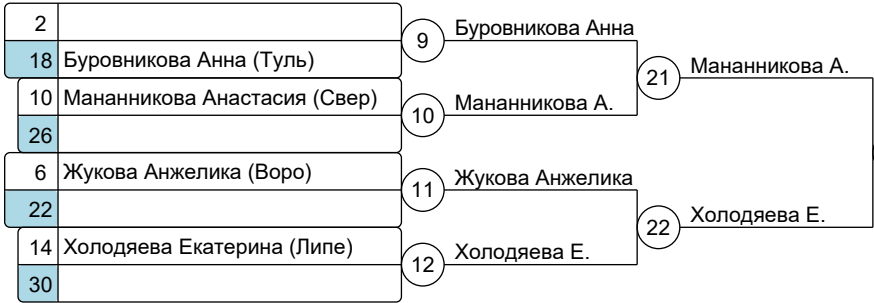 2
9
Буровникова Анна
18 Буровникова Анна (Туль)
21
Мананникова А.
10 Мананникова Анастасия (Свер)
10
Мананникова А.
26
6 Жукова Анжелика (Воро)
11
Жукова Анжелика
22
22
Холодяева Е.
14 Холодяева Екатерина (Липе)
12
Холодяева Е.
30